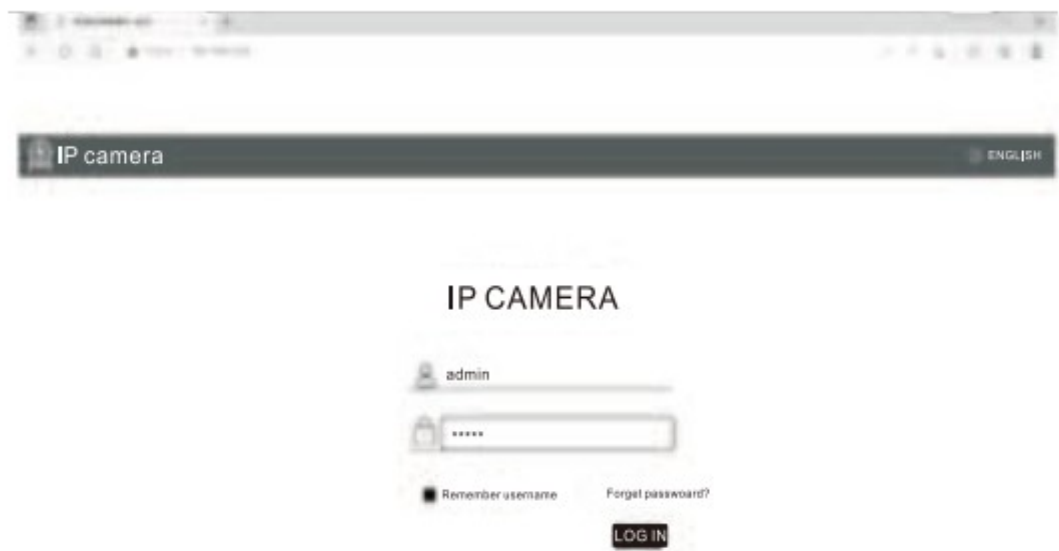 IP camera
ENGLISH
IP CAMERA
admin
•••••
Remember username
Forget passwoard?
LOG IN